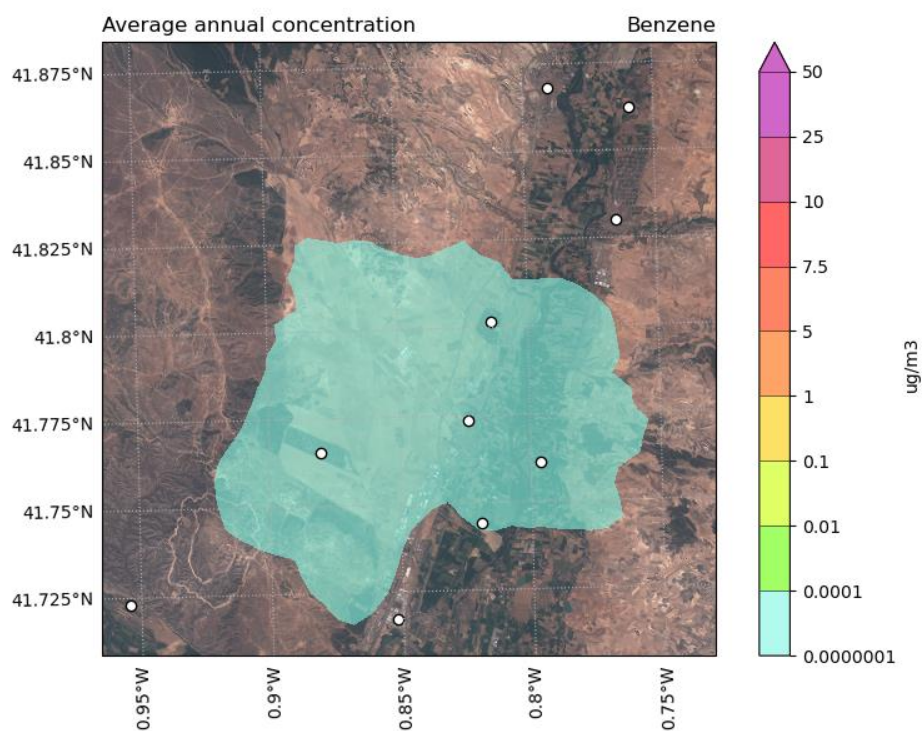 Average annual concentration Benzene
41.875°N
41.85°N
41.825°N
41.8°N
41.775°N
41.75°N
41.725°N
0.95°W
0.9°W
0.85°W
0.8°W
0.75°W
50
25
10
7.5
5
1
0.1
0.01
0.0001
0.0000001
ug/m3